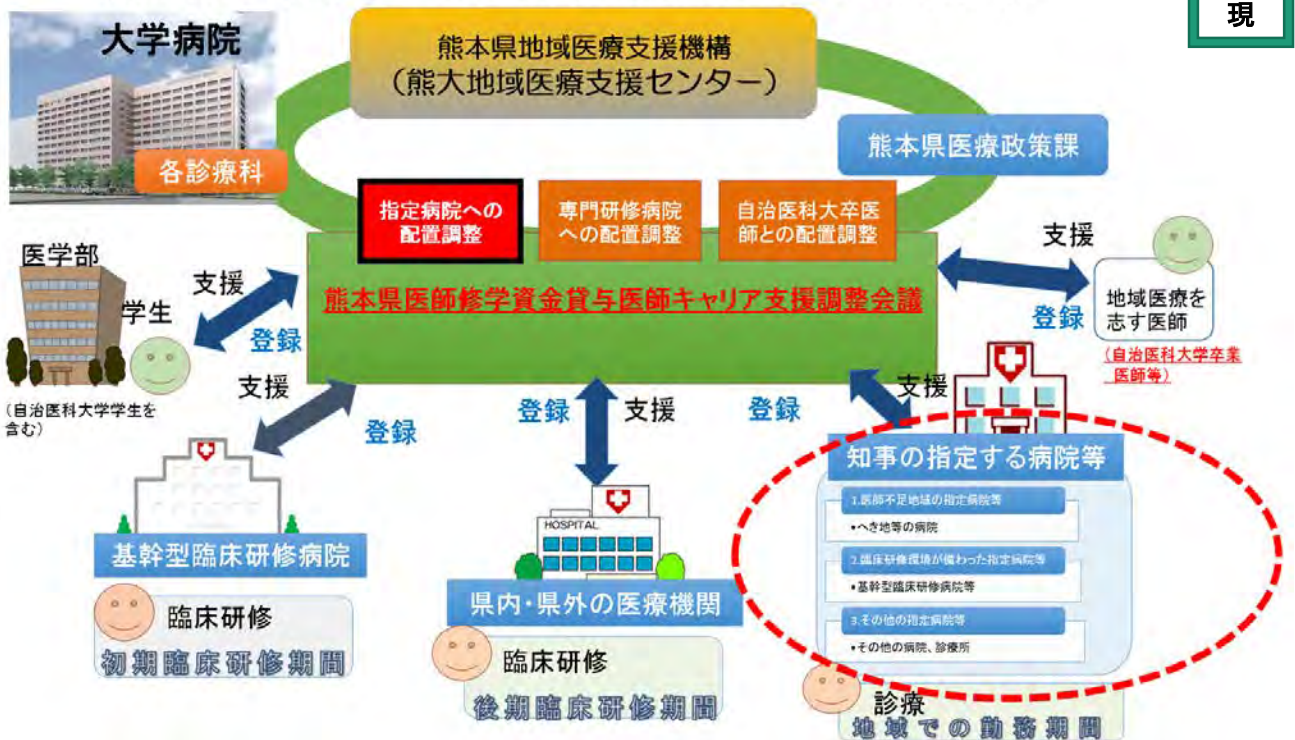 現
大学病院
各診療科
熊本県地域医療支援機構
（熊大地域医療支援センター）
熊本県医療政策課
指定病院への
配置調整
専門研修病院
への配置調整
自治医科大卒医
師との配置調整
熊本県医師修学資金貸与医師キャリア支援調整会議
医学部
学生
支援
登録
（自治医科大学学生を
含む）
支援
登録
地域医療を
志す医師
（自治医科大学卒業
医師等）
支援
登録
登録
支援
登録
支援
基幹型臨床研修病院
臨床研修
初期臨床研修期間
HOSPITAL
県内・県外の医療機関
臨床研修
後期臨床研修期間
知事の指定する病院等
1.医師不足地域の指定病院等
•へき地等の病院
2.臨床研修環境が備わった指定病院等
•基幹型臨床研修病院等
3.その他の指定病院等
•その他の病院、診療所
診療
地域での勤務期間